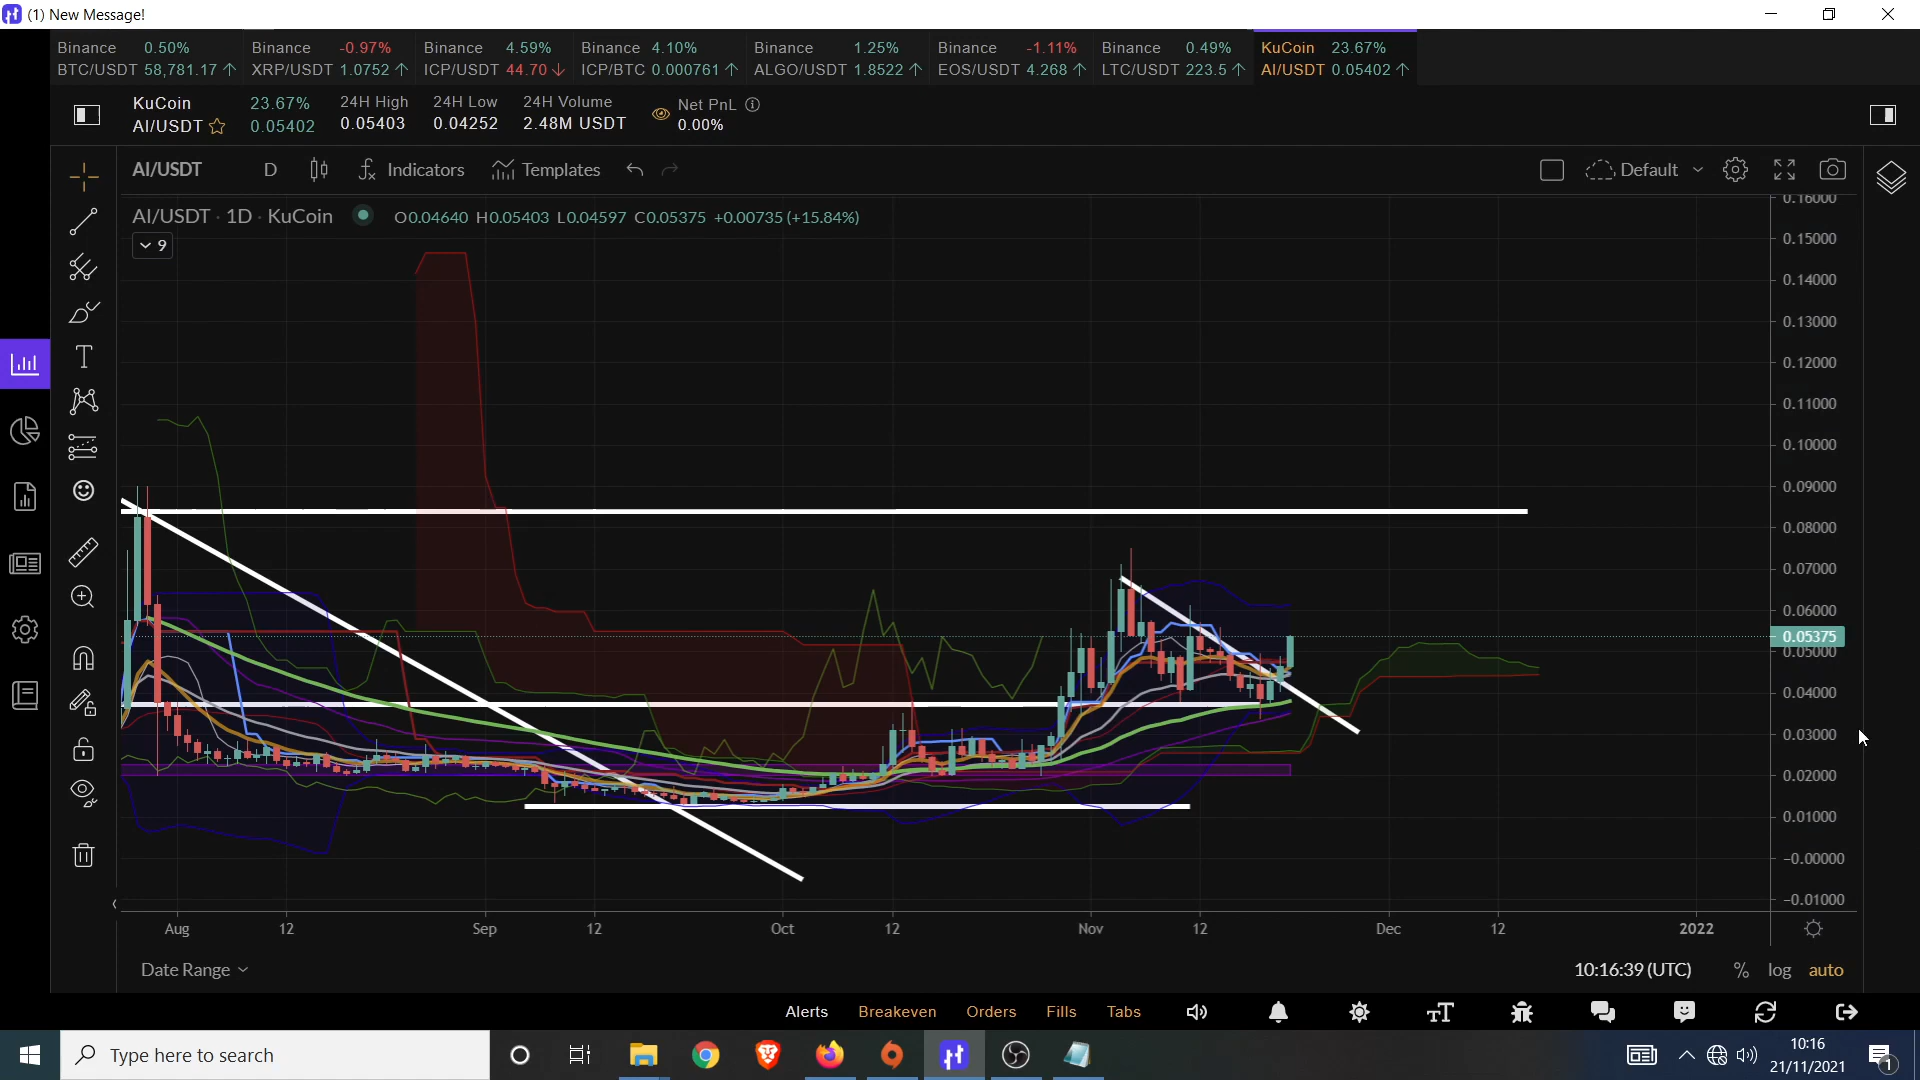 (1) New Message!
Binance 0.50% Binance -0.97% Binance 4.59% Binance 4.10% Binance 1.25% Binance -1.11% Binance 0.49% KuCoin 23.67%
BTC/USDT 58,781.17 ↑ XRP/USDT 1.0752 ↑ ICP/USDT 44.70 ↓ ICP/BTC 0.000761 ↑ ALGO/USDT 1.8522 ↑ EOS/USDT 4.268 ↑ LTC/USDT 223.5 ↑ AI/USDT 0.05402 ↑
KuCoin 23.67% 24H High 24H Low 24H Volume Net PnL
AI/USDT 0.05402 0.05403 0.04252 2.48M USDT 0.00%
AI/USDT D Indicators Templates Default
AI/USDT · 1D · KuCoin O0.04640 H0.05403 L0.04597 C0.05375 +0.00735 (+15.84%)
9
0.16000
0.15000
0.14000
0.13000
0.12000
0.11000
0.10000
0.09000
0.08000
0.07000
0.06000
0.05375
0.05000
0.04000
0.03000
0.02000
0.01000
-0.00000
-0.01000
Aug 12 Sep 12 Oct 12 Nov 12 Dec 12 2022
Date Range 10:16:39 (UTC) % log auto
Alerts Breakeven Orders Fills Tabs
Type here to search
10:16
21/11/2021
1